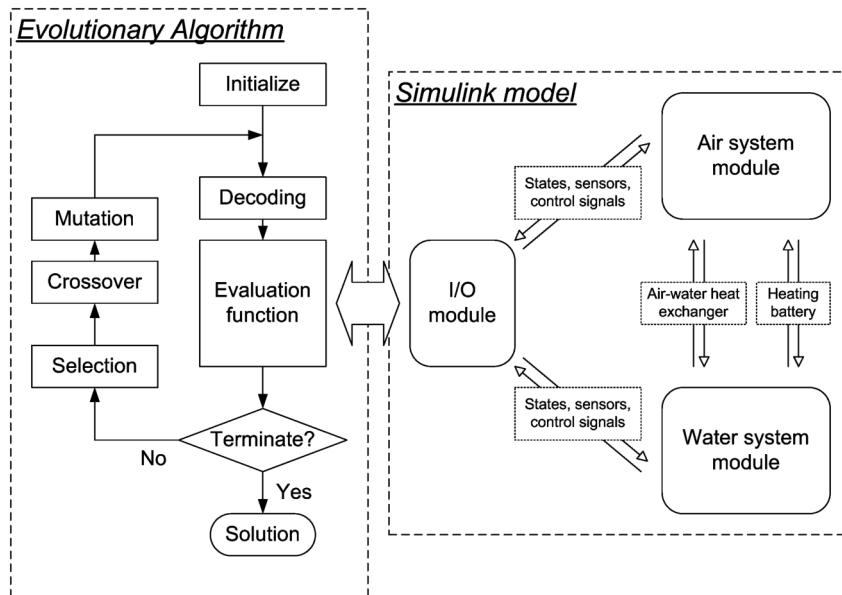 Evolutionary Algorithm
Initialize
Decoding
Mutation
Evaluation
function
Crossover
Selection
Terminate?
No
Yes
Solution
Simulink model
Air system
module
States, sensors,
control signals
I/O
module
Air-water heat
exchanger
Heating
battery
States, sensors,
control signals
Water system
module